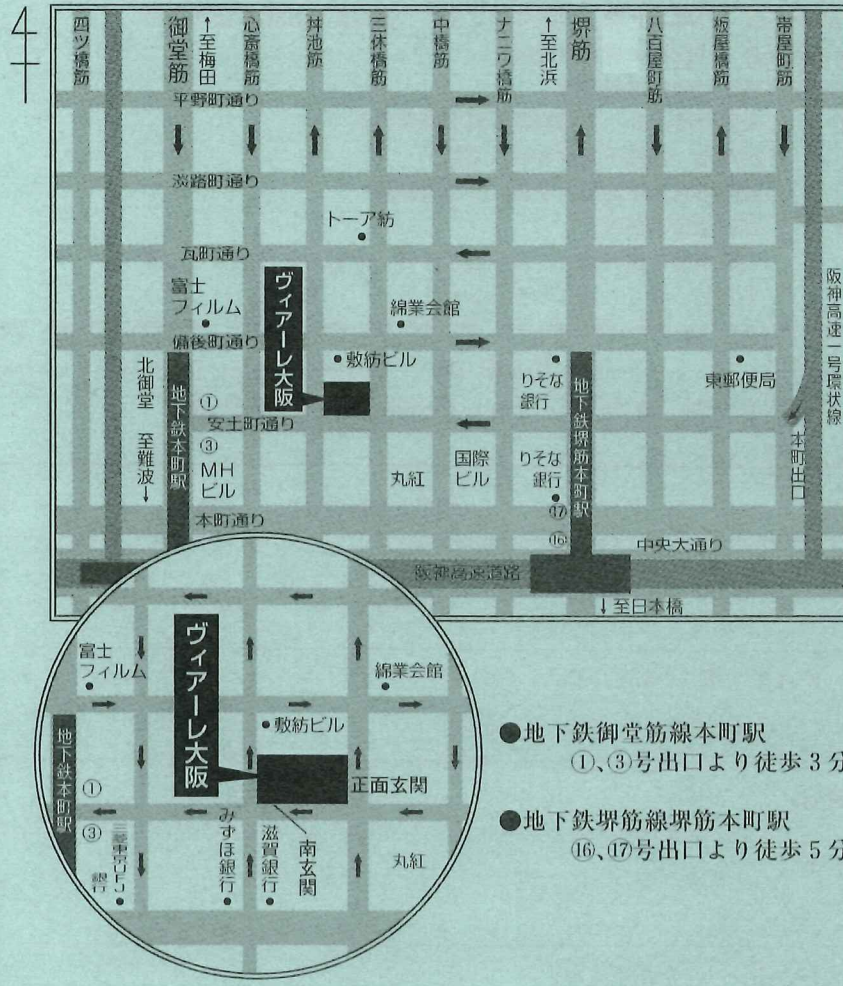 四ツ橋筋
御堂筋
↑至梅田
心斎橋筋
丼池筋
三休橋筋
中橋筋
ナニワ橋筋
↑至北浜
堺筋
八百屋町筋
板屋橋筋
帯屋町筋
平野町通り
淡路町通り
トーア紡
瓦町通り
富士
フィルム
ヴィアーレ大阪
綿業会館
備後町通り
敷紡ビル
北御堂
至難波↓
地下鉄本町駅
①
③
安土町通り
MH
ビル
丸紅
国際
ビル
りそな
銀行
りそな
銀行
地下鉄堺筋本町駅
⑰
⑯
東郵便局
阪神高速一号環状線
本町出口
本町通り
中央大通り
阪神高速道路
↓至日本橋
富士
フィルム
ヴィアーレ大阪
綿業会館
敷紡ビル
地下鉄本町駅
①
③
正面玄関
三菱東京UFJ
銀行
みずほ銀行
滋賀銀行
南玄関
丸紅
●地下鉄御堂筋線本町駅
①、③号出口より徒歩3分
●地下鉄堺筋線堺筋本町駅
⑯、⑰号出口より徒歩5分